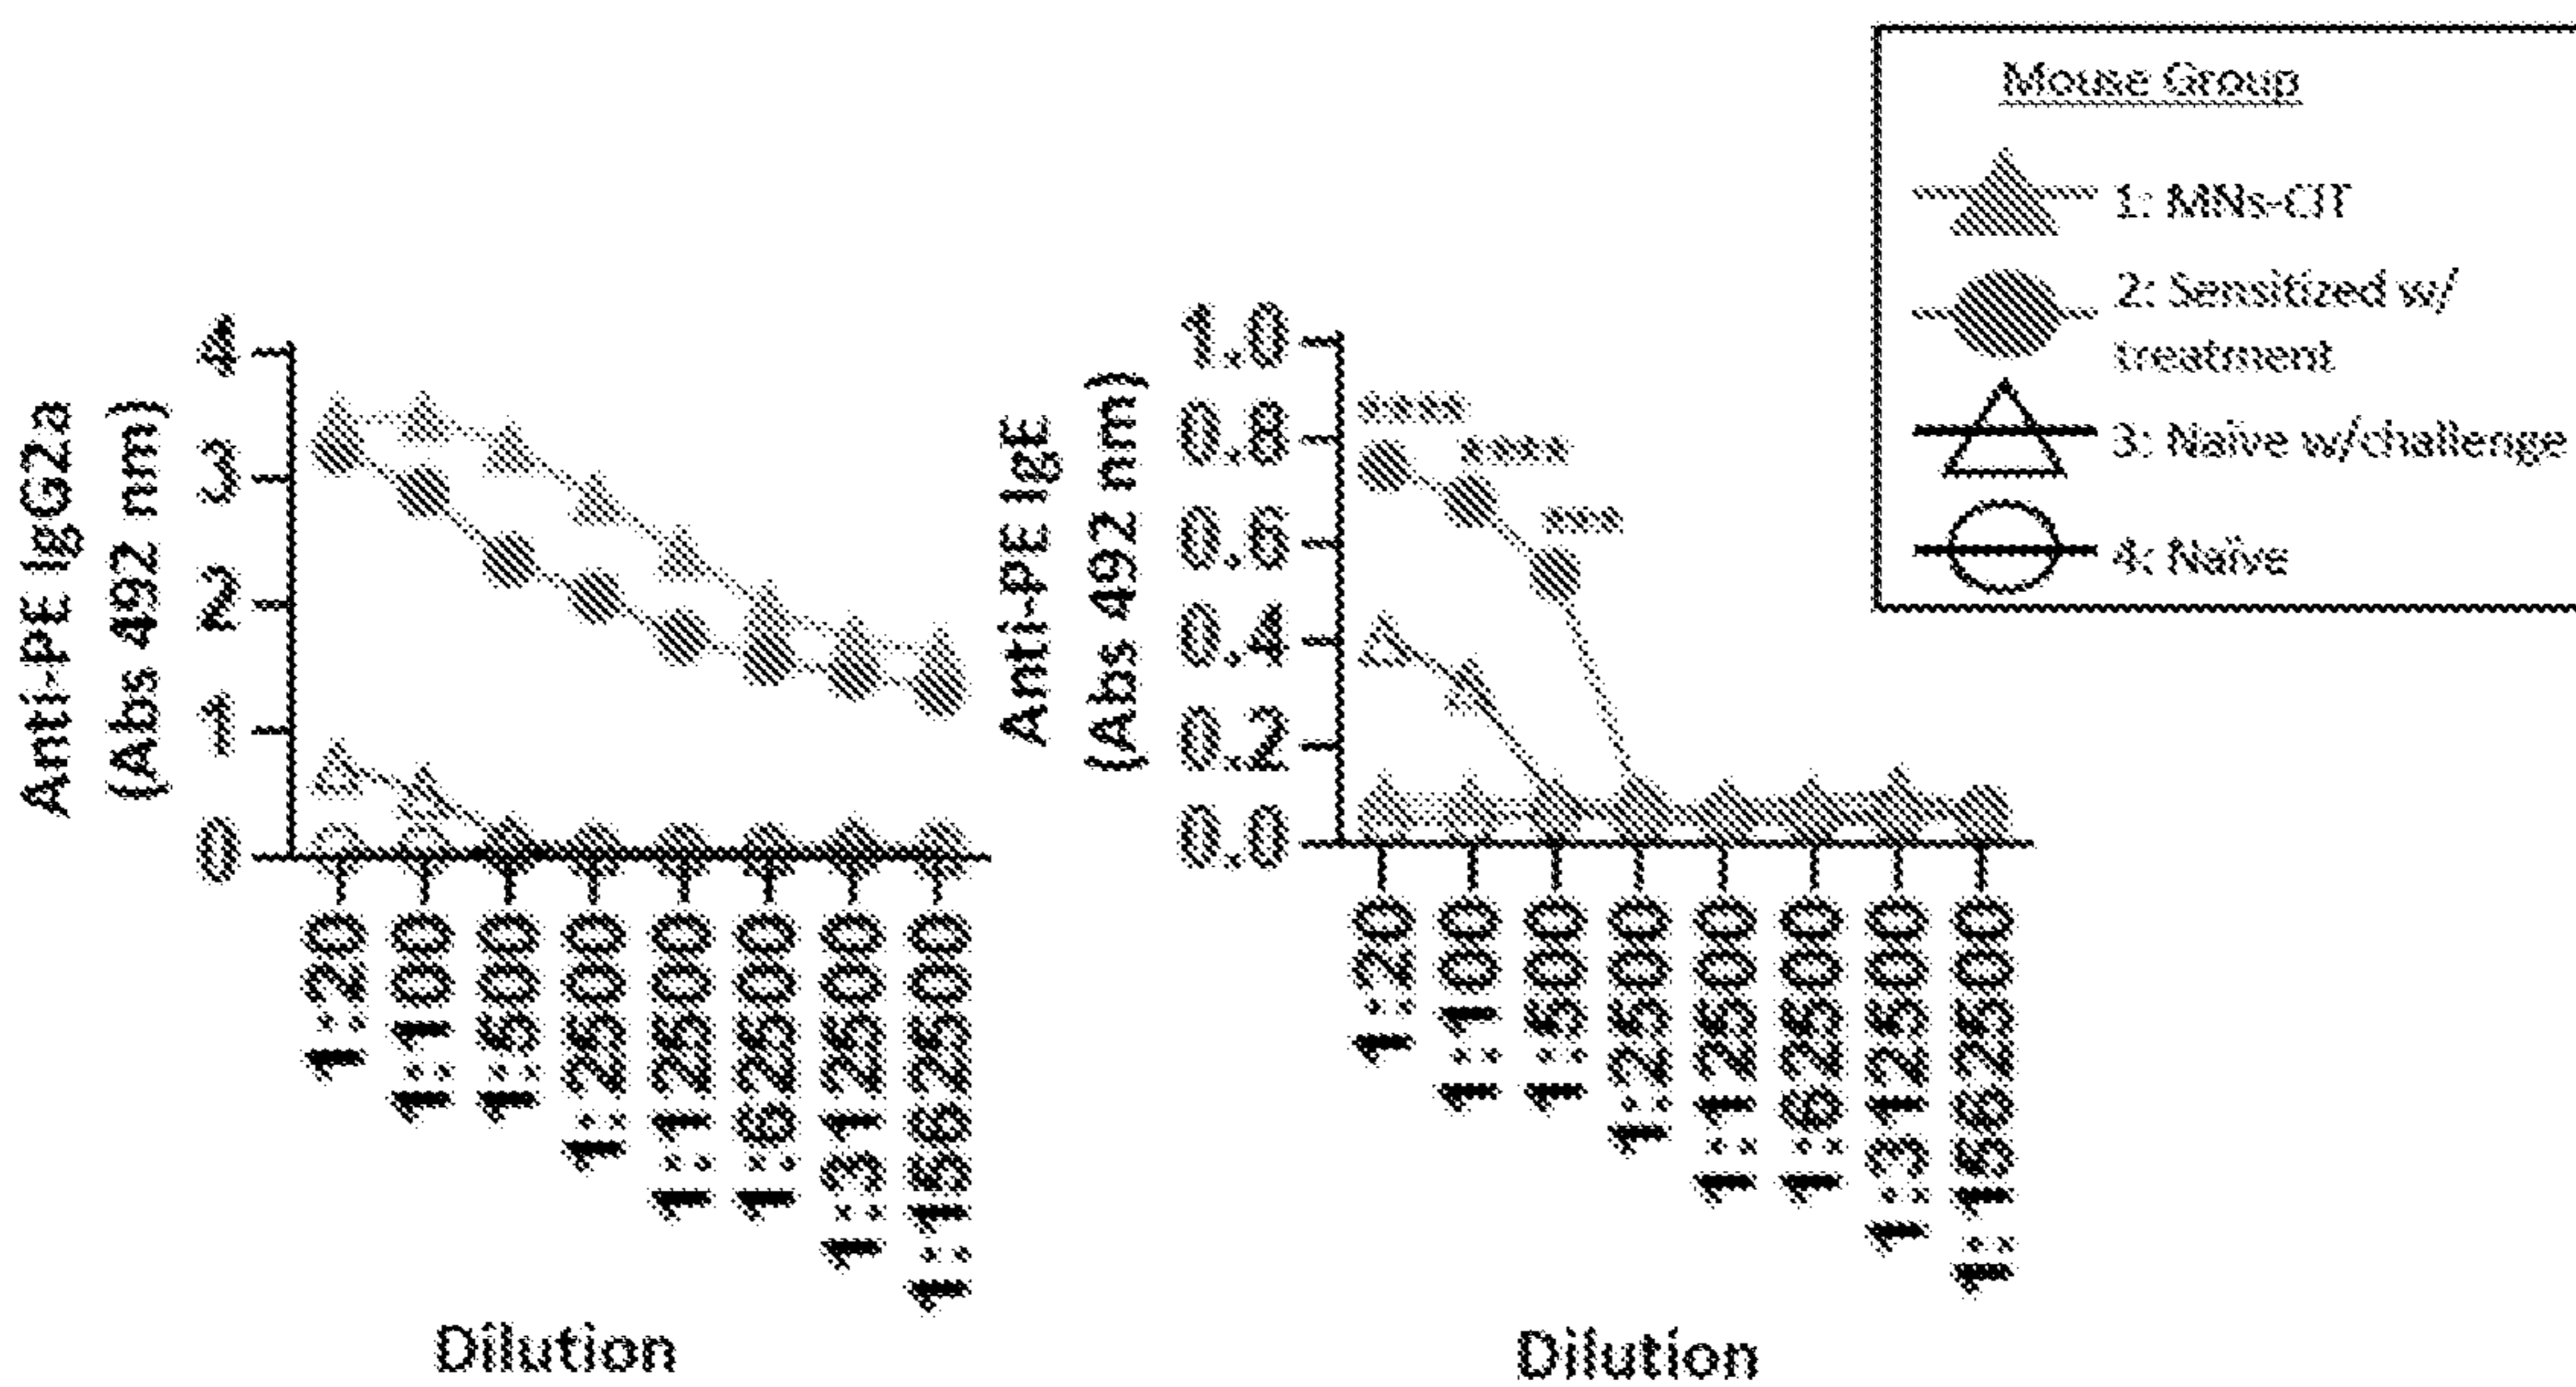 Anti-PE IgG2a
(Abs 492 nm)
4
3
2
1
0
1:20
1:100
1:500
1:2500
1:12500
1:62500
1:312500
1:1562500
Dilution
Anti-PE IgE
(Abs 492 nm)
1.0
0.8
0.6
0.4
0.2
0.0
****
****
***
1:20
1:100
1:500
1:2500
1:12500
1:62500
1:312500
1:1562500
Dilution
Mouse Group
1: MNs-CIT
2: Sensitized w/
treatment
3: Naïve w/challenge
4: Naïve